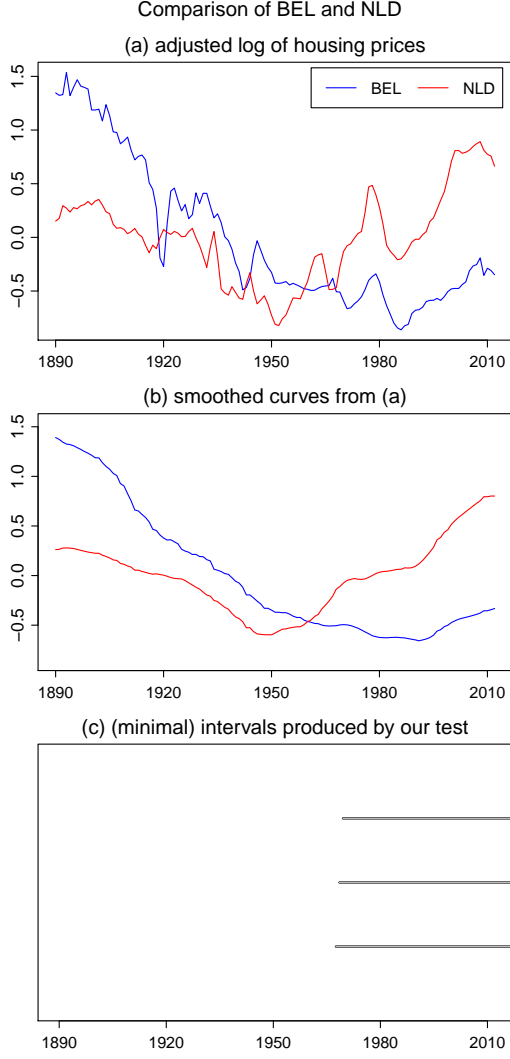 Comparison of BEL and NLD
(a) adjusted log of housing prices
BEL NLD
1.5
1.0
0.5
0.0
−0.5
1890 1920 1950 1980 2010
(b) smoothed curves from (a)
1.5
1.0
0.5
0.0
−0.5
1890 1920 1950 1980 2010
(c) (minimal) intervals produced by our test
1890 1920 1950 1980 2010